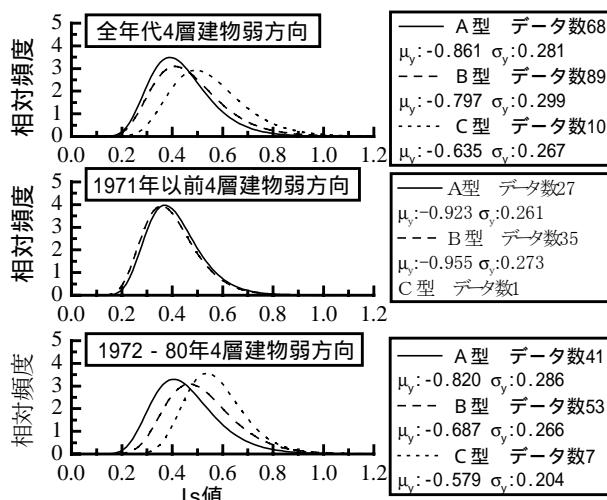 全年代4層建物弱方向
相対頻度
5
4
3
2
1
0
0.0 0.2 0.4 0.6 0.8 1.0 1.2
A型 データ数68
μy:-0.861 σy:0.281
B型 データ数89
μy:-0.797 σy:0.299
C型 データ数10
μy:-0.635 σy:0.267
1971年以前4層建物弱方向
相対頻度
5
4
3
2
1
0
0.0 0.2 0.4 0.6 0.8 1.0 1.2
A型 データ数27
μy:-0.923 σy:0.261
B型 データ数35
μy:-0.955 σy:0.273
C型 データ数1
1972-80年4層建物弱方向
相対頻度
5
4
3
2
1
0
0.0 0.2 0.4 0.6 0.8 1.0 1.2
Is値
A型 データ数41
μy:-0.820 σy:0.286
B型 データ数53
μy:-0.687 σy:0.266
C型 データ数7
μy:-0.579 σy:0.204